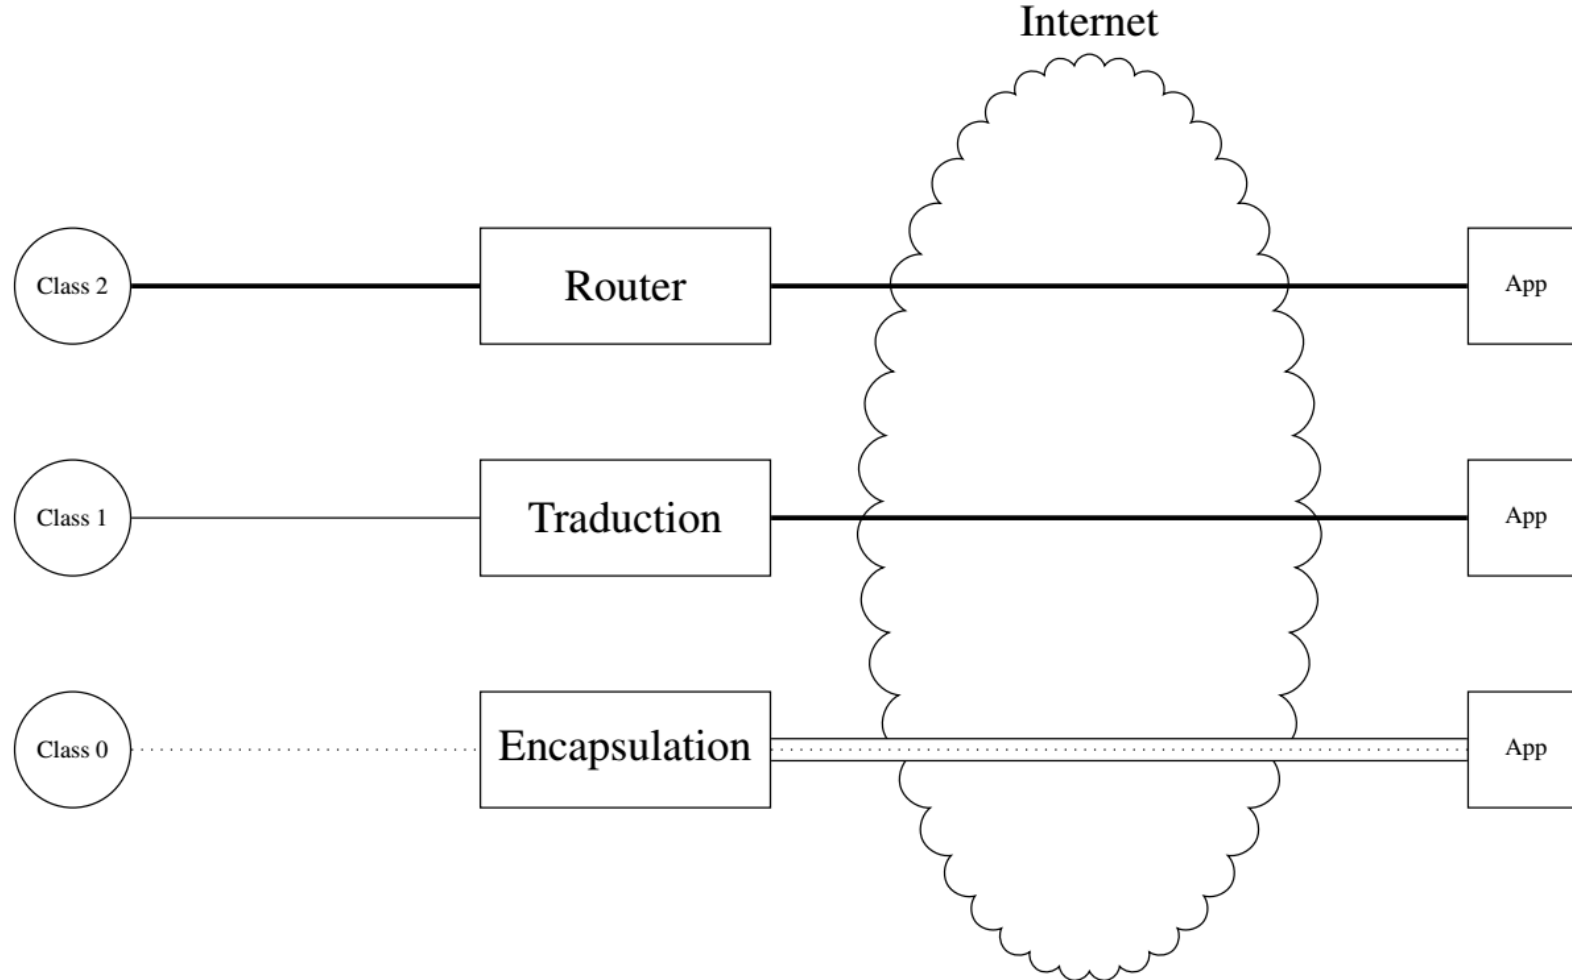 Internet
Class 2
Router
App
Class 1
Traduction
App
Class 0
Encapsulation
App